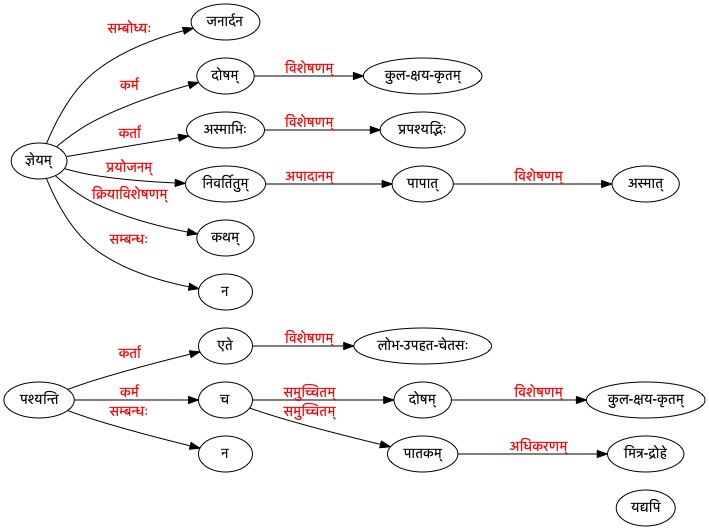 सम्बोध्यः जनार्दन
कर्म दोषम् विशेषणम् कुल-क्षय-कृतम्
कर्ता अस्माभिः विशेषणम् प्रपश्यद्भिः
ज्ञेयम् प्रयोजनम् निवर्तितुम् अपादानम् पापात् विशेषणम् अस्मात्
क्रियाविशेषणम् कथम्
सम्बन्धः न
कर्ता एते विशेषणम् लोभ-उपहत-चेतसः
पश्यन्ति कर्म च समुच्चितम् दोषम् विशेषणम् कुल-क्षय-कृतम्
सम्बन्धः न समुच्चितम् पातकम् अधिकरणम् मित्र-द्रोहे
यद्यपि